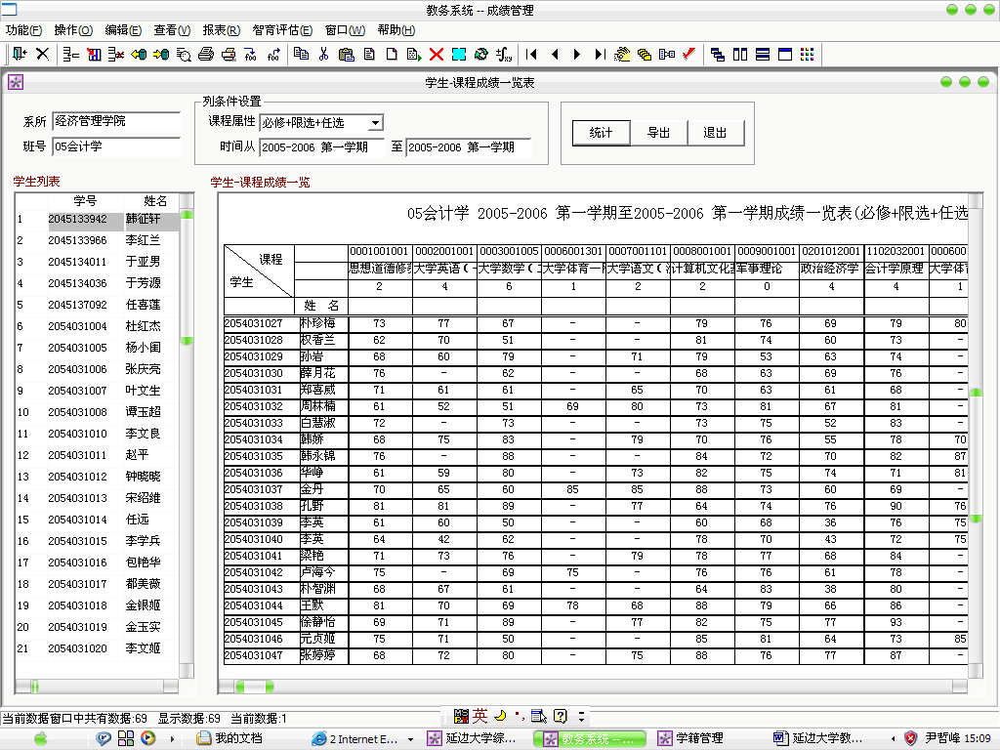 教务系统 -- 成绩管理
功能(F) 操作(O) 编辑(E) 查看(V) 报表(R) 智育评估(E) 窗口(W) 帮助(H)
学生-课程成绩一览表
系所 经济管理学院
班号 05会计学
列条件设置
课程属性 必修+限选+任选
时间从 2005-2006 第一学期 至 2005-2006 第一学期
统计 导出 退出
学生列表
学号 姓名
1 2045133942 韩征轩
2 2045133966 李红兰
3 2045134011 于亚男
4 2045134036 于芳源
5 2045137092 任喜莲
6 2054031004 杜红杰
7 2054031005 杨小闺
8 2054031006 张庆亮
9 2054031007 叶文生
10 2054031008 谭玉超
11 2054031010 李文良
12 2054031011 赵平
13 2054031012 钟晓晓
14 2054031013 宋绍维
15 2054031014 任远
16 2054031015 李学兵
17 2054031016 包艳华
18 2054031017 都美薇
19 2054031018 金银姬
20 2054031019 金玉实
21 2054031020 李文姬
学生-课程成绩一览
05会计学 2005-2006 第一学期至2005-2006 第一学期成绩一览表(必修+限选+任选
课程
学生
0001001001 0002001001 0003001005 0006001301 0007001101 0008001001 0009001001 0201012001 1102032001 000600
思想道德修 大学英语( 大学数学( 大学体育一 大学语文( 计算机文化 军事理论 政治经济学 会计学原理 大学体
2 4 6 1 2 2 0 4 4 1
姓 名
2054031027 朴珍梅 73 77 67 - - 79 76 69 79 80
2054031028 权香兰 62 70 51 - - 81 74 60 73 -
2054031029 孙岩 68 60 79 - 71 79 53 63 74 -
2054031030 薛月花 76 - 62 - - 68 63 69 76 -
2054031031 郑喜威 71 61 61 - 65 70 63 61 68 -
2054031032 周林楠 61 52 51 69 80 73 81 67 81 -
2054031033 白慧淑 72 - 73 - - 73 75 52 83 -
2054031034 韩娇 68 75 83 - 79 70 76 55 78 70
2054031035 韩永锦 76 - 88 - - 84 72 70 82 87
2054031036 华峥 61 59 80 - 73 82 75 74 71 81
2054031037 金丹 70 65 60 85 85 88 73 60 69 -
2054031038 孔野 81 81 89 - 77 64 74 76 90 76
2054031039 李英 61 60 50 - - 60 68 36 76 75
2054031040 李英 64 42 62 - - 78 70 43 72 75
2054031041 梁艳 71 73 76 - 79 78 77 68 84 -
2054031042 卢海今 75 - 69 75 - 76 76 61 78 -
2054031043 朴智渊 68 67 61 - - 64 83 38 80 -
2054031044 王默 81 70 69 78 68 88 79 66 86 -
2054031045 徐静怡 69 71 89 - 77 82 75 77 93 -
2054031046 元贞姬 75 71 50 - - 85 81 64 73 85
2054031047 张婷婷 68 72 80 - 75 88 76 77 87 -
当前数据窗口中共有数据:69 显示数据:69 当前数据:1
英
我的文档 2 Internet E... 延边大学综... 教务系统 -... 学籍管理 延边大学教... 尹哲峰 15:09